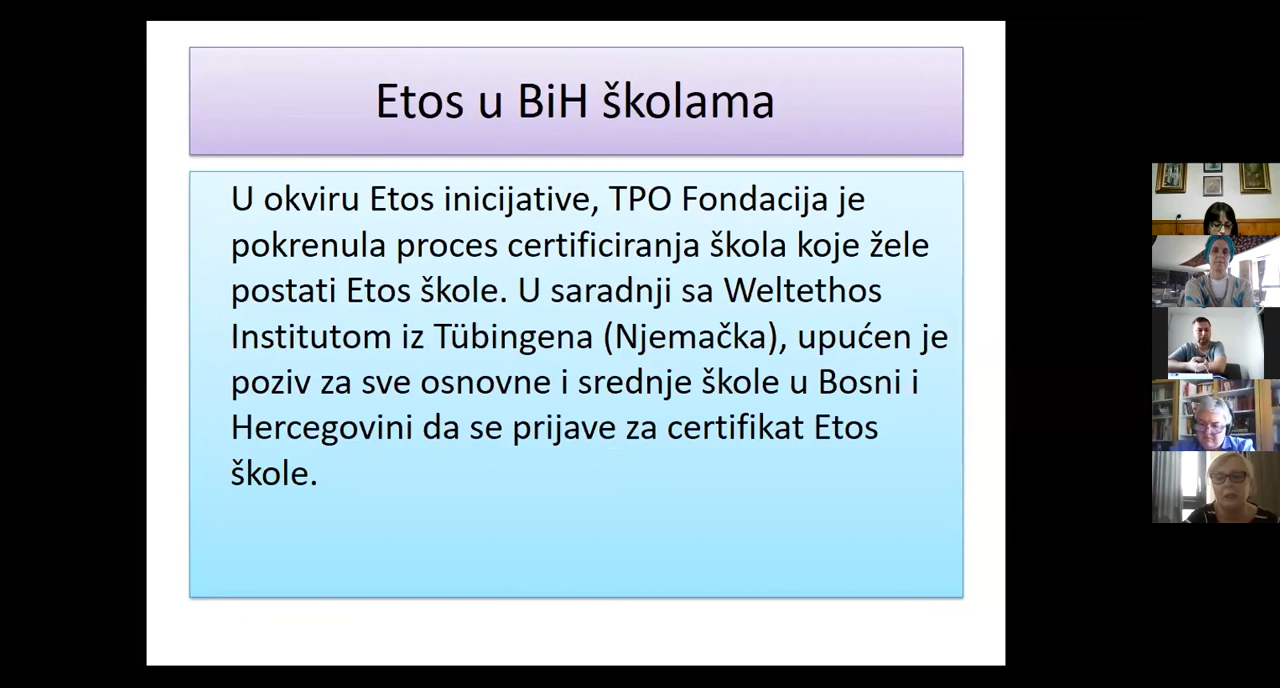 Etos u BiH školama
U okviru Etos inicijative, TPO Fondacija je
pokrenula proces certificiranja škola koje žele
postati Etos škole. U saradnji sa Weltethos
Institutom iz Tübingena (Njemačka), upućen je
poziv za sve osnovne i srednje škole u Bosni i
Hercegovini da se prijave za certifikat Etos
škole.